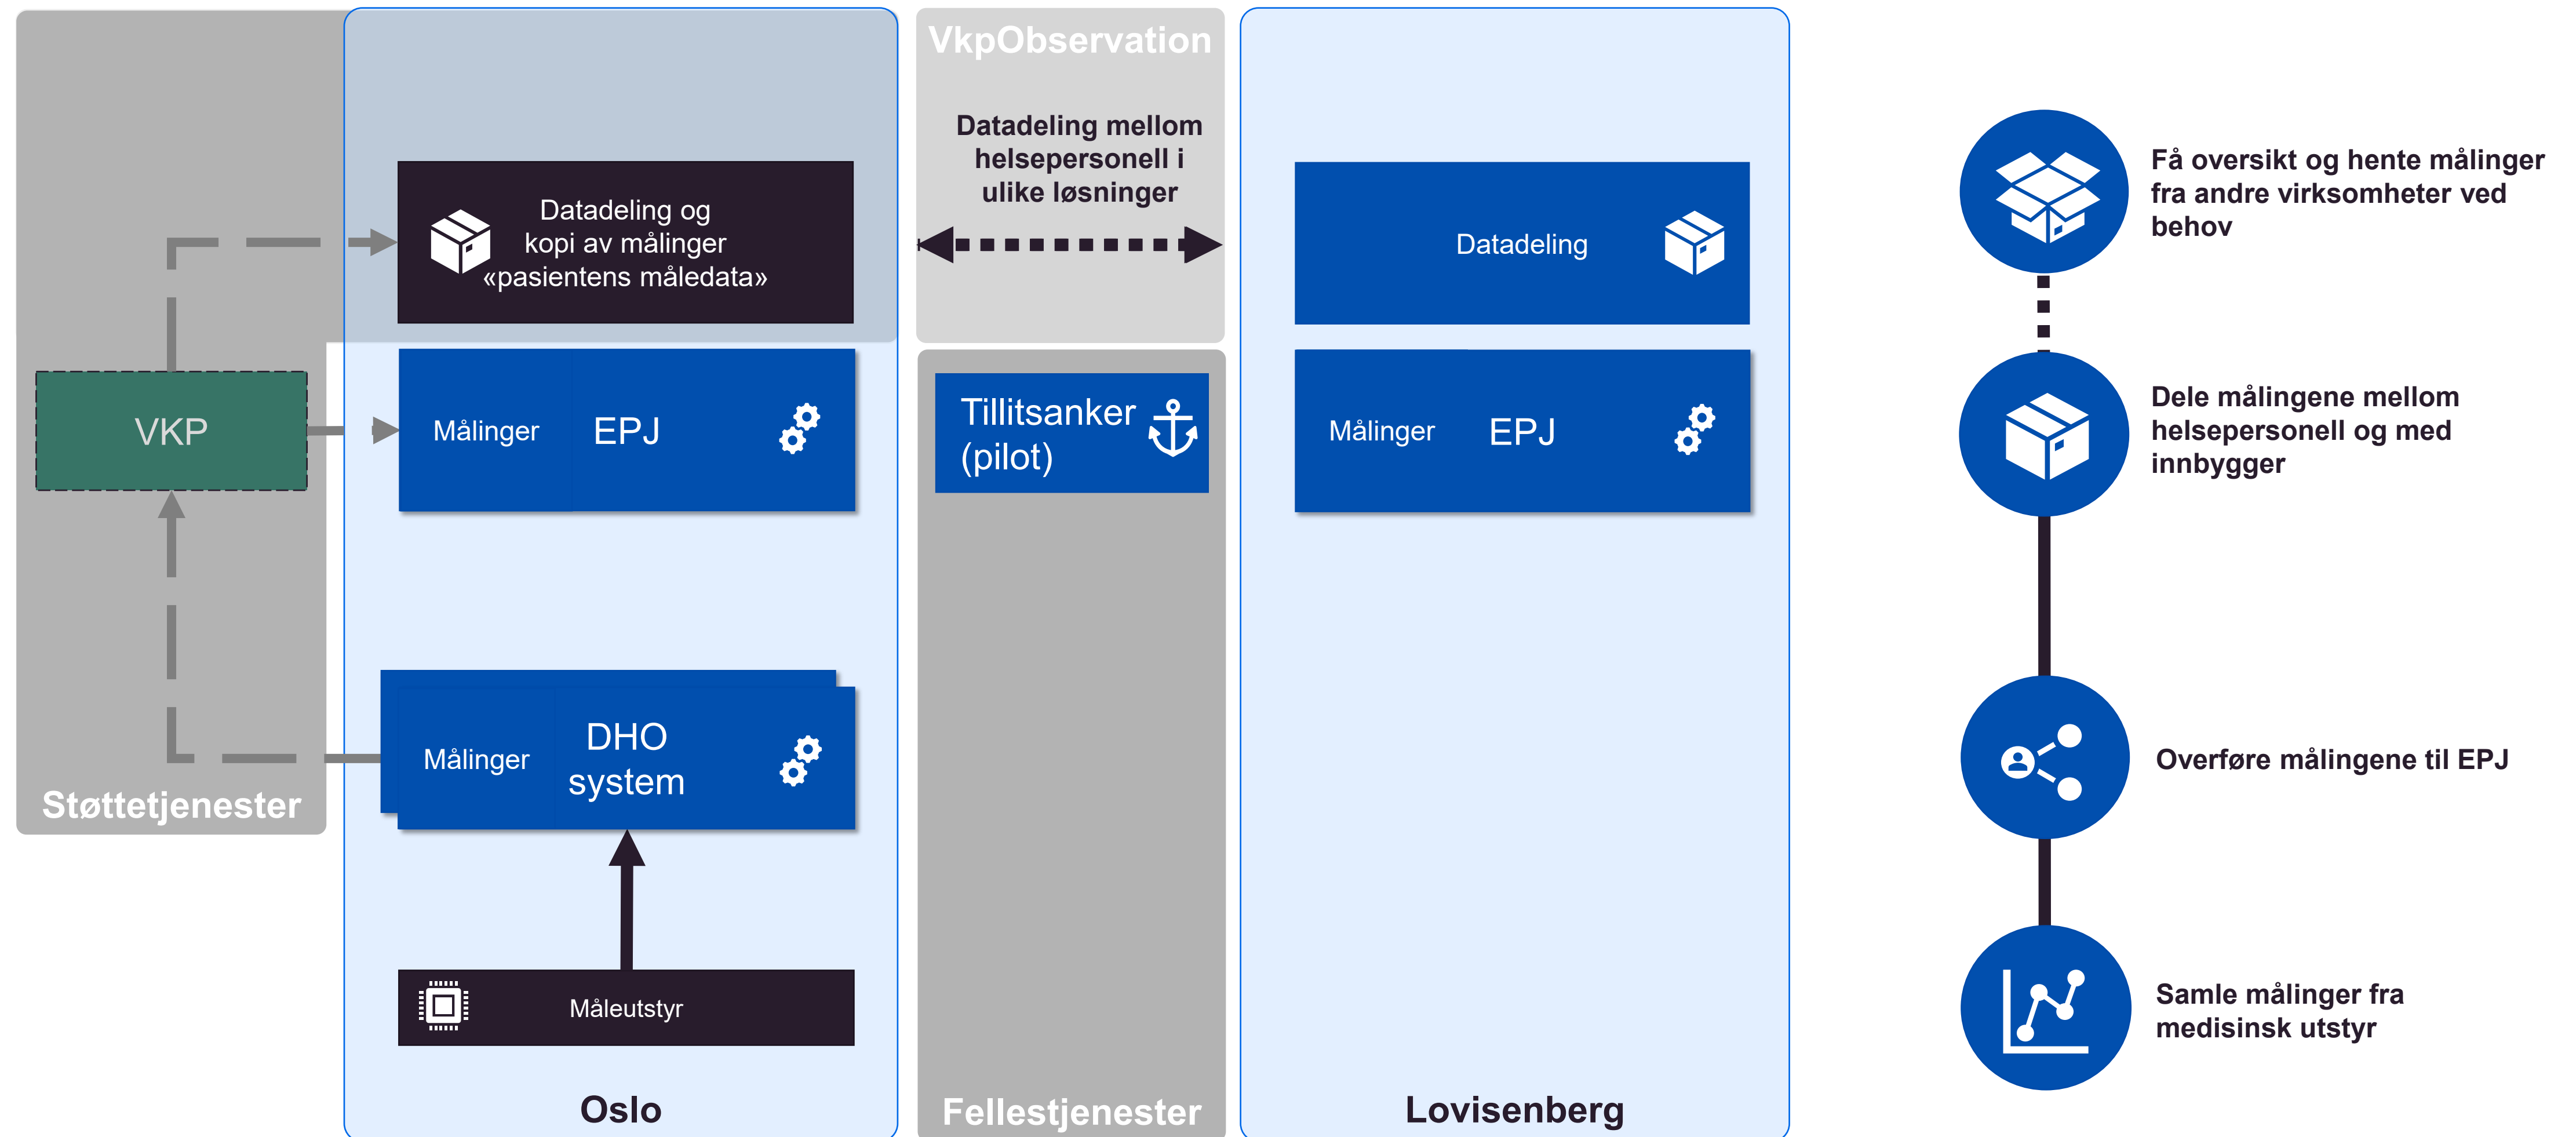 VkpObservation
Datadeling mellom
helsepersonell i
ulike løsninger
Datadeling og
kopi av målinger
«pasientens måledata»
Datadeling
VKP
Målinger
EPJ
Tillitsanker
(pilot)
Målinger
EPJ
Målinger
DHO
system
Støttetjenester
Måleutstyr
Oslo
Fellestjenester
Lovisenberg
Få oversikt og hente målinger
fra andre virksomheter ved
behov
Dele målingene mellom
helsepersonell og med
innbygger
Overføre målingene til EPJ
Samle målinger fra
medisinsk utstyr